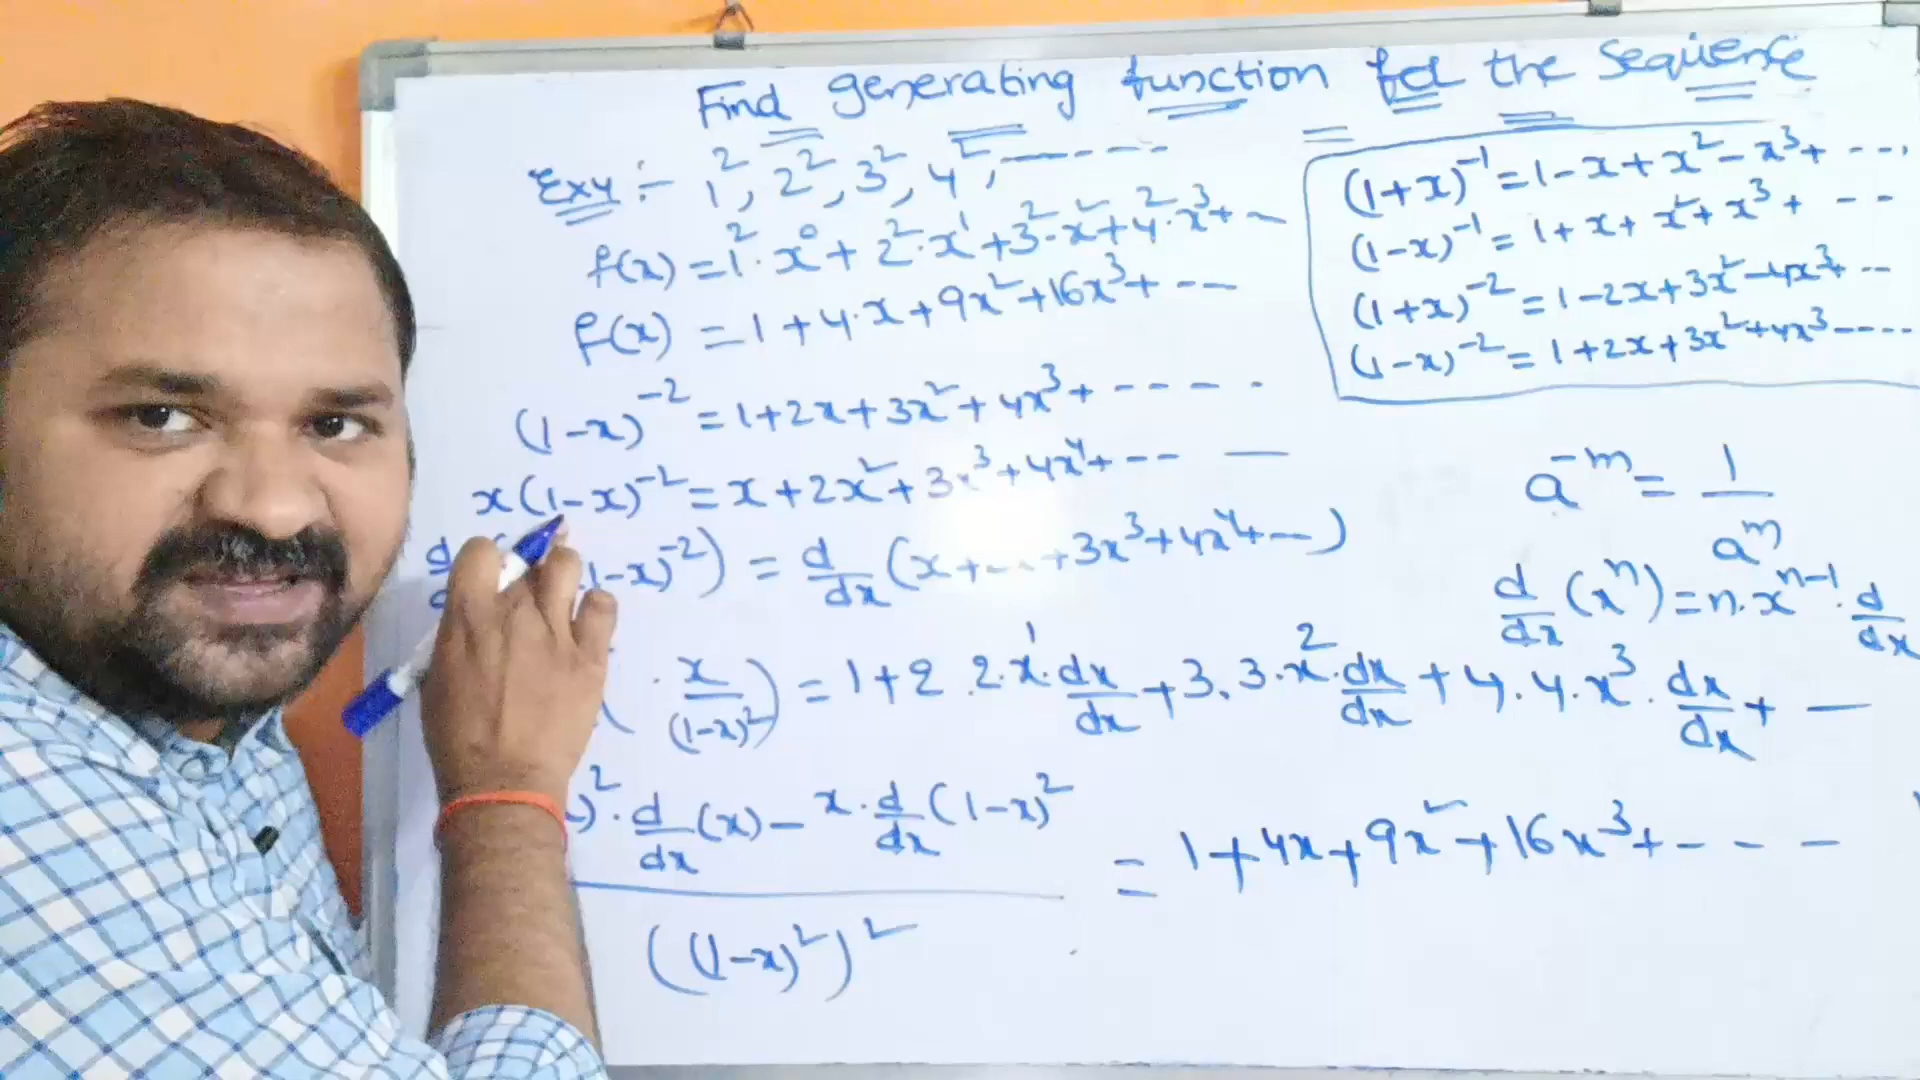 Find generating function for the Sequence
Ex4 :- 1², 2², 3², 4², -----
f(x) = 1²·x⁰ + 2²·x¹ + 3²·x² + 4²·x³ + --
f(x) = 1 + 4·x + 9x² + 16x³ + ---
(1-x)⁻² = 1 + 2x + 3x² + 4x³ + -----
x(1-x)⁻² = x + 2x² + 3x³ + 4x⁴ + --- --
(1-x)⁻²) = d/dx (x + + 3x³ + 4x⁴ + --)
( x/(1-x)²) = 1 + 2 . 2·x¹· dx/dx + 3. 3·x²· dx/dx + 4·4·x³· dx/dx + --
)²· d/dx (x) - x· d/dx (1-x)²
((1-x)²)²
= 1 + 4x + 9x² + 16x³ + ----
(1+x)⁻¹ = 1 - x + x² - x³ + ---
(1-x)⁻¹ = 1 + x + x² + x³ + ---
(1+x)⁻² = 1 - 2x + 3x² - 4x³ + --
(1-x)⁻² = 1 + 2x + 3x² + 4x³ ----
a⁻ᵐ = 1/aᵐ
d/dx (xⁿ) = n·xⁿ⁻¹· d/dx